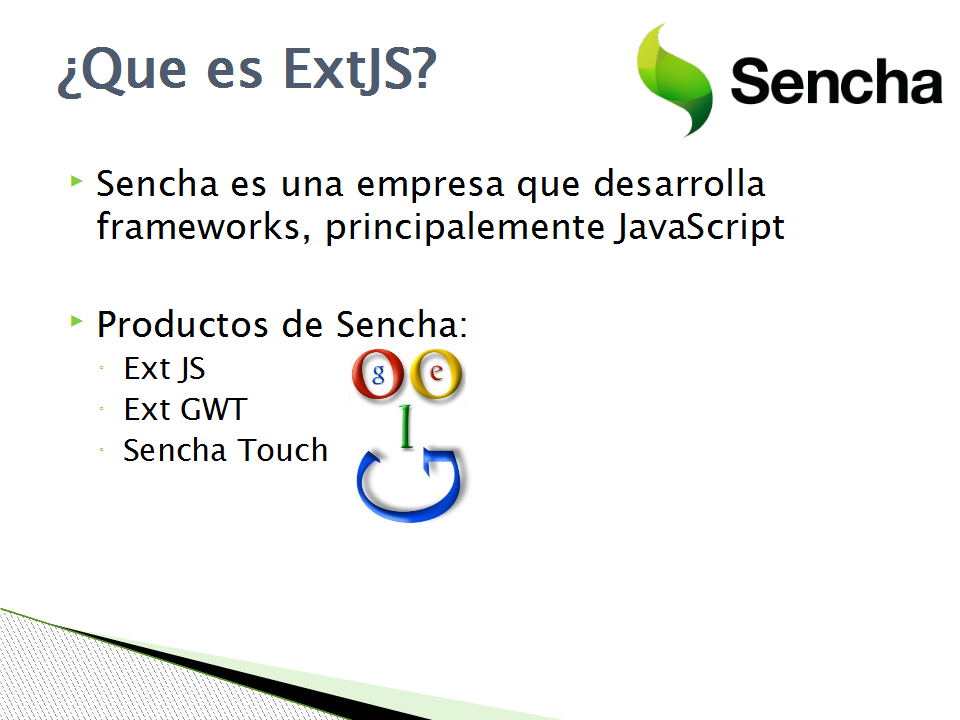 ¿Que es ExtJS?
Sencha
Sencha es una empresa que desarrolla
frameworks, principalemente JavaScript
Productos de Sencha:
Ext JS
Ext GWT
Sencha Touch
O g O e
l
G